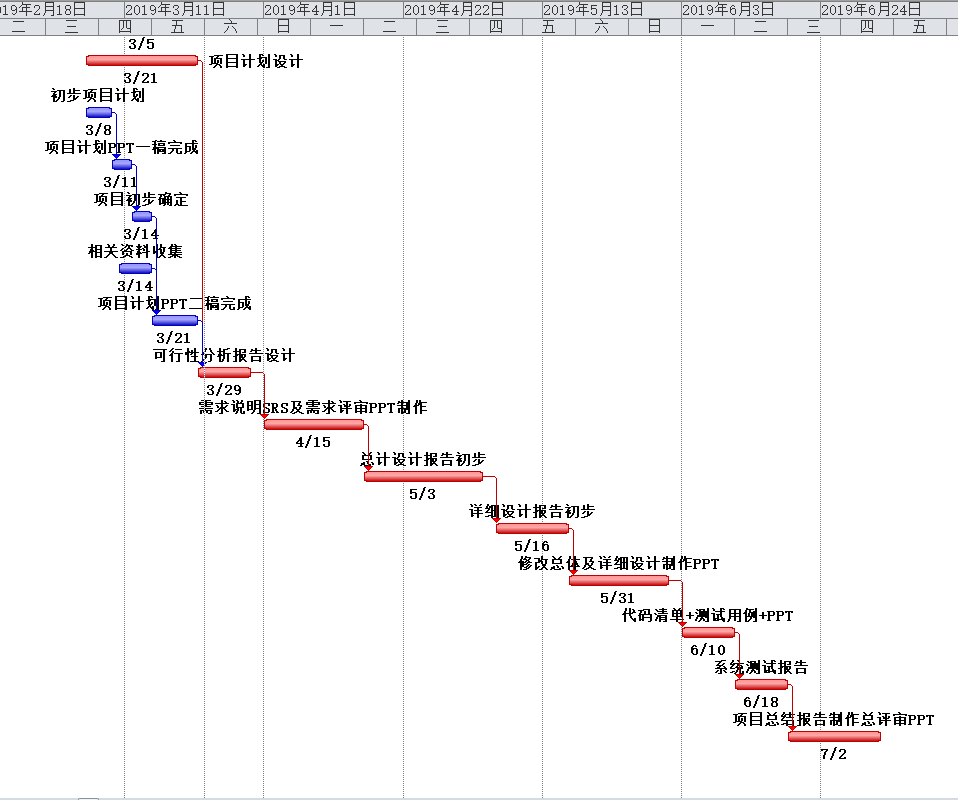 19年2月18日 2019年3月11日 2019年4月1日 2019年4月22日 2019年5月13日 2019年6月3日 2019年6月24日
二 三 四 五 六 日 一 二 三 四 五 六 日 一 二 三 四 五
3/5
项目计划设计
3/21
初步项目计划
3/8
项目计划PPT一稿完成
3/11
项目初步确定
3/14
相关资料收集
3/14
项目计划PPT二稿完成
3/21
可行性分析报告设计
3/29
需求说明SRS及需求评审PPT制作
4/15
总计设计报告初步
5/3
详细设计报告初步
5/16
修改总体及详细设计制作PPT
5/31
代码清单+测试用例+PPT
6/10
系统测试报告
6/18
项目总结报告制作总评审PPT
7/2